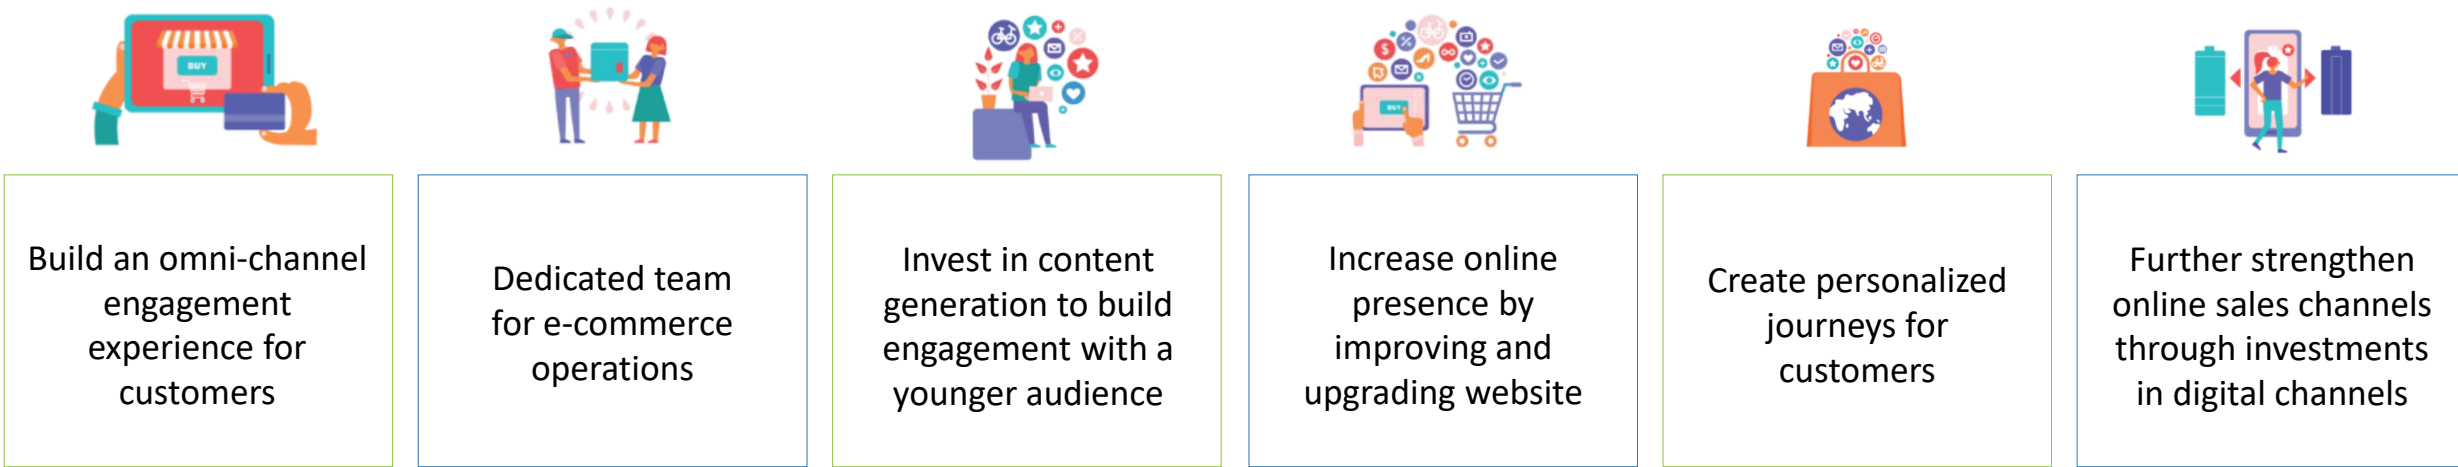 BUY
BUY
Build an omni-channel
engagement
experience for
customers
Dedicated team
for e-commerce
operations
Invest in content
generation to build
engagement with a
younger audience
Increase online
presence by
improving and
upgrading website
Create personalized
journeys for
customers
Further strengthen
online sales channels
through investments
in digital channels